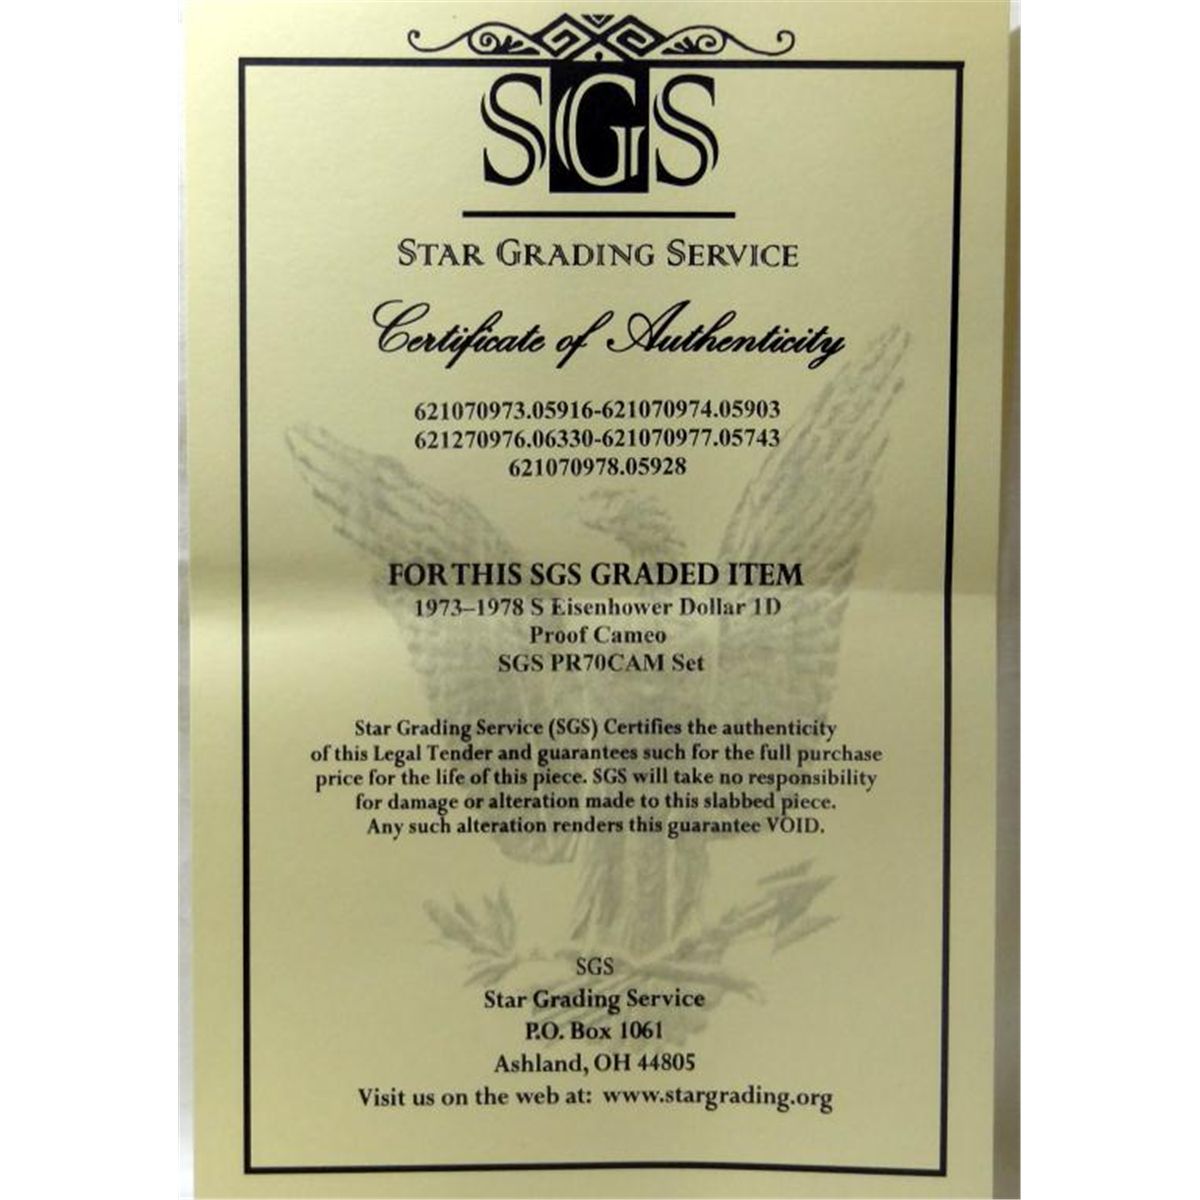 SGS
STAR GRADING SERVICE
Certificate of Authenticity
621070973.05916-621070974.05903
621270976.06330-621070977.05743
621070978.05928
FOR THIS SGS GRADED ITEM
1973–1978 S Eisenhower Dollar 1D
Proof Cameo
SGS PR70CAM Set
Star Grading Service (SGS) Certifies the authenticity
of this Legal Tender and guarantees such for the full purchase
price for the life of this piece. SGS will take no responsibility
for damage or alteration made to this slabbed piece.
Any such alteration renders this guarantee VOID.
SGS
Star Grading Service
P.O. Box 1061
Ashland, OH 44805
Visit us on the web at: www.stargrading.org